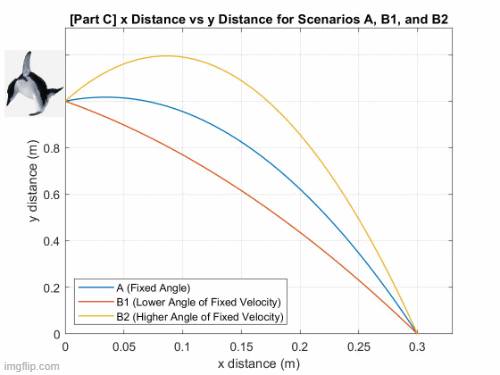 [Part C] x Distance vs y Distance for Scenarios A, B1, and B2
y distance (m)
0.8
0.6
0.4
0.2
0
A (Fixed Angle)
B1 (Lower Angle of Fixed Velocity)
B2 (Higher Angle of Fixed Velocity)
0 0.05 0.1 0.15 0.2 0.25 0.3
x distance (m)
imgflip.com